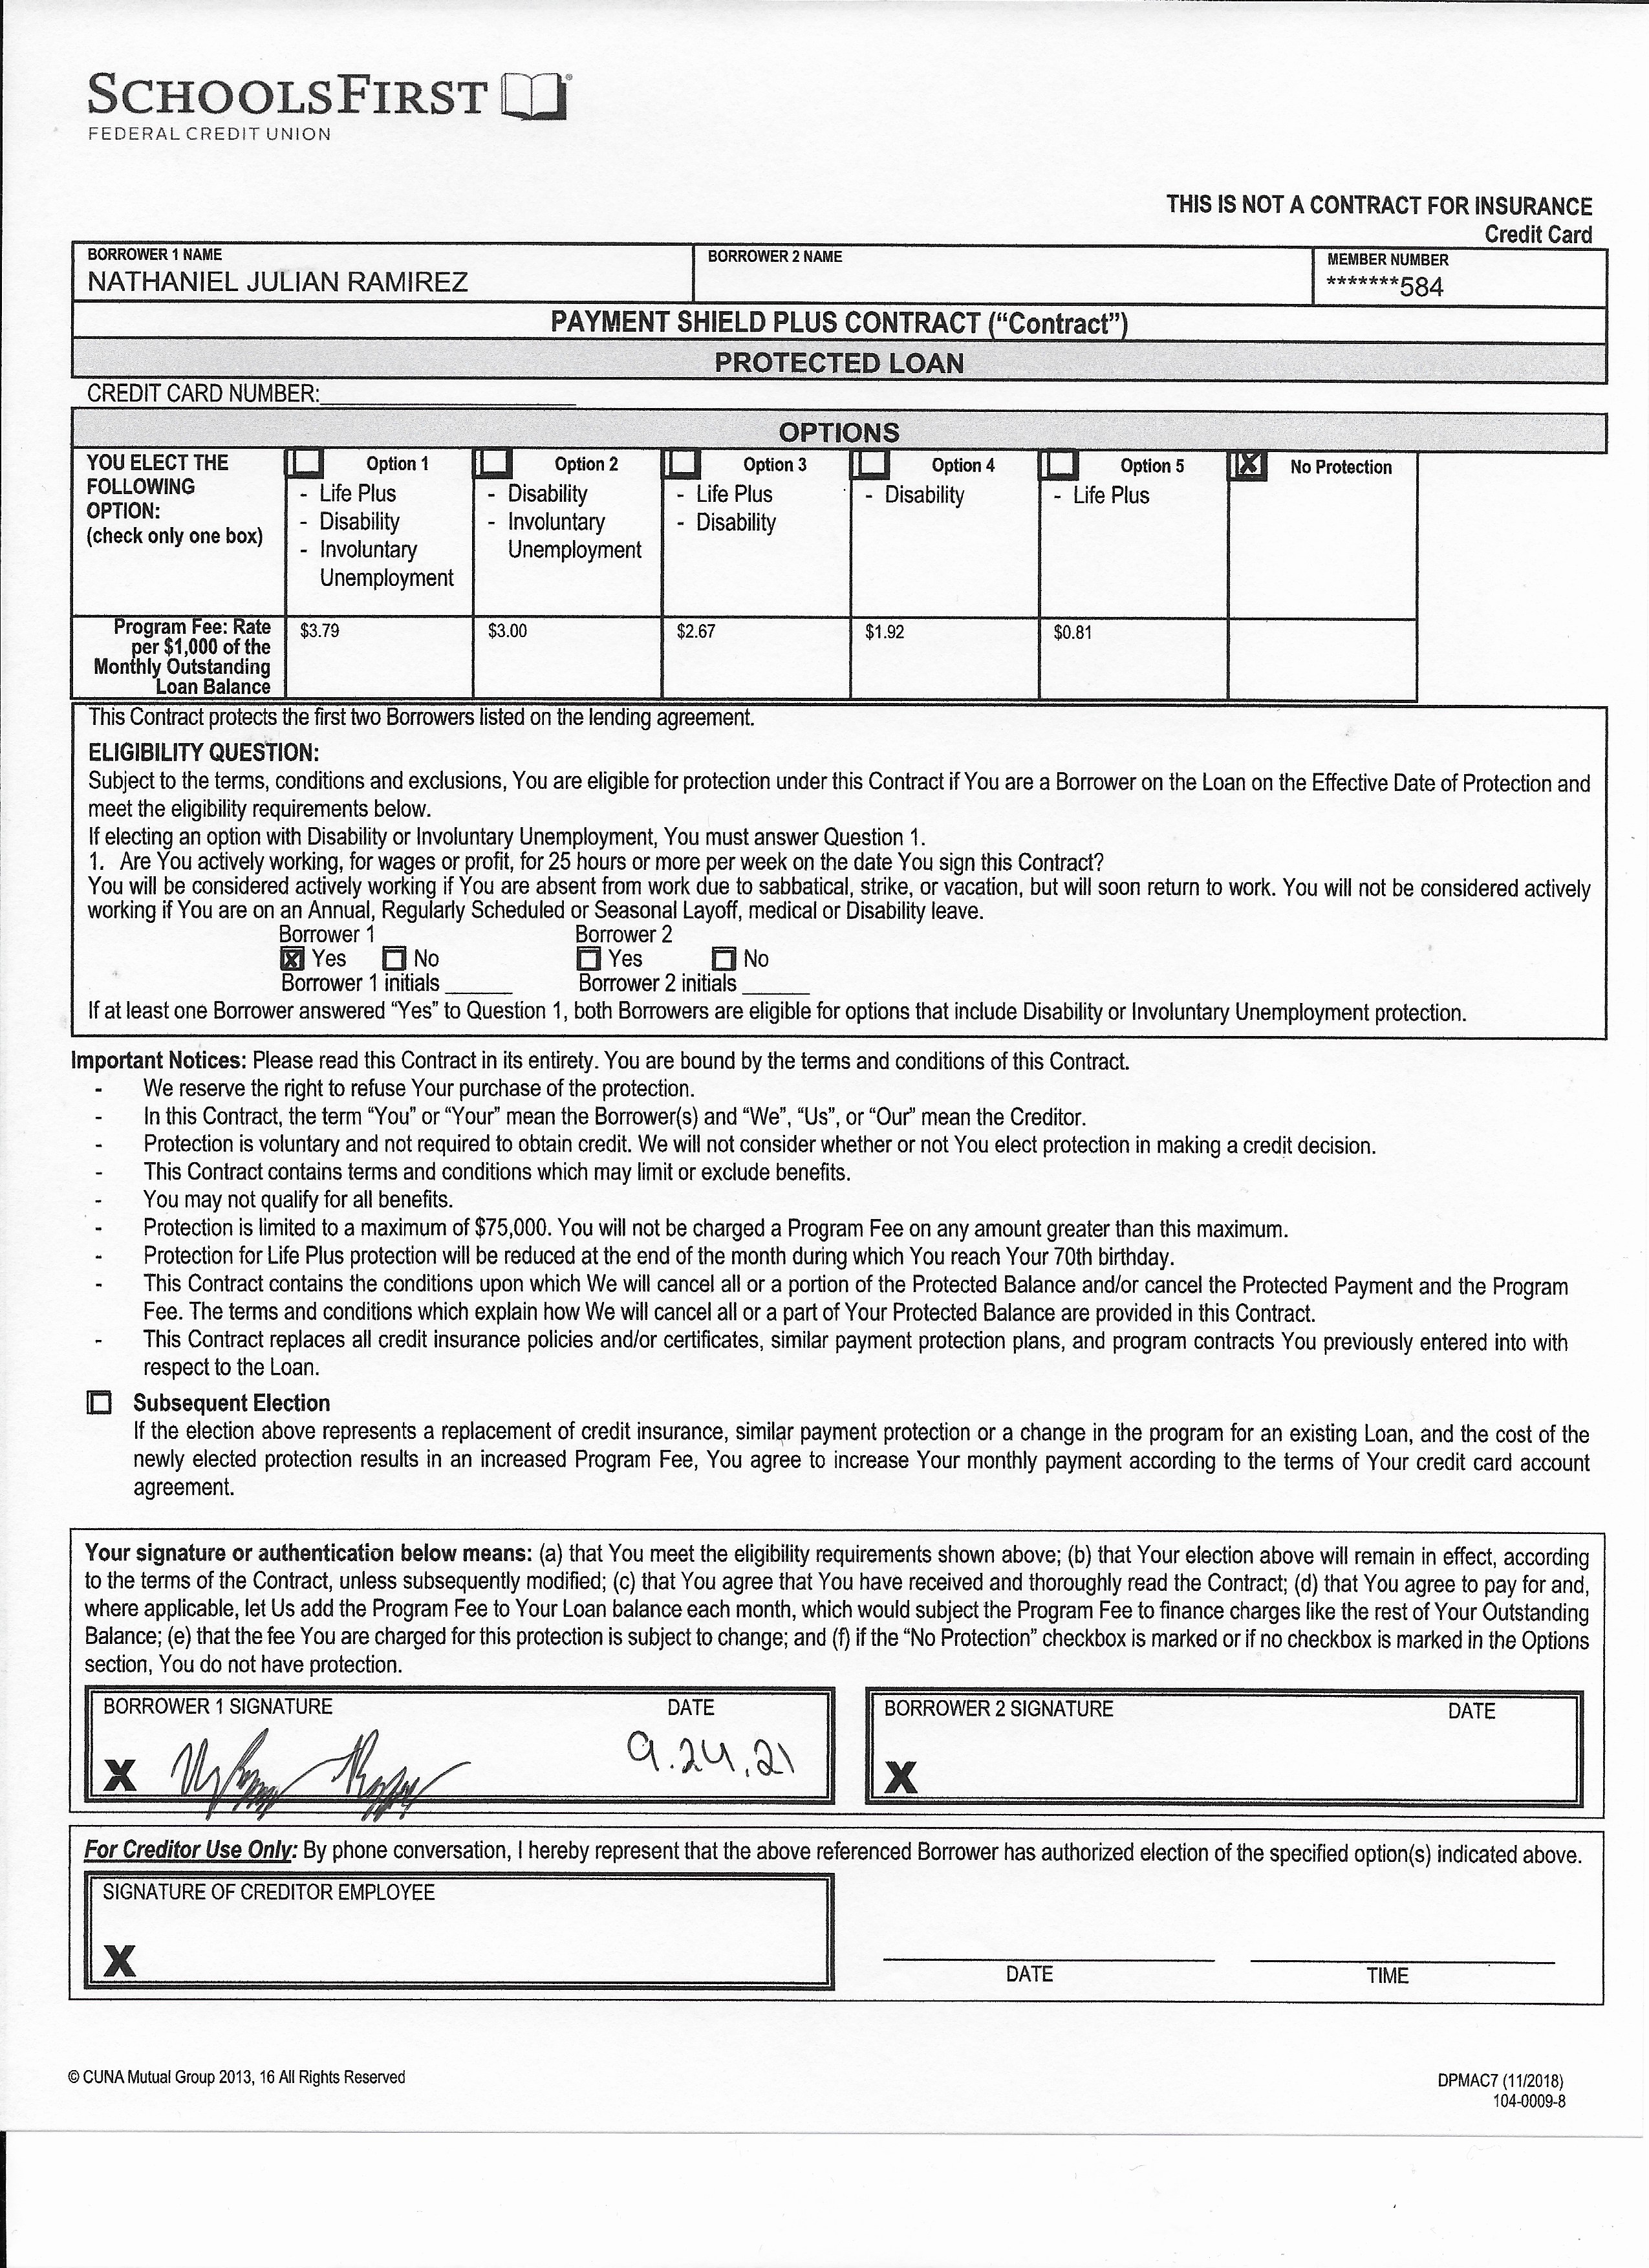 SCHOOLSFIRST
FEDERAL CREDIT UNION
THIS IS NOT A CONTRACT FOR INSURANCE
Credit Card
BORROWER 1 NAME
NATHANIEL JULIAN RAMIREZ
BORROWER 2 NAME
MEMBER NUMBER
*******584
PAYMENT SHIELD PLUS CONTRACT (“Contract”)
PROTECTED LOAN
CREDIT CARD NUMBER:
OPTIONS
YOU ELECT THE
FOLLOWING
OPTION:
(check only one box)
Option 1
- Life Plus
- Disability
- Involuntary
Unemployment
Option 2
- Disability
- Involuntary
Unemployment
Option 3
- Life Plus
- Disability
Option 4
- Disability
Option 5
- Life Plus
No Protection
Program Fee: Rate
per $1,000 of the
Monthly Outstanding
Loan Balance
$3.79
$3.00
$2.67
$1.92
$0.81
This Contract protects the first two Borrowers listed on the lending agreement.
ELIGIBILITY QUESTION:
Subject to the terms, conditions and exclusions, You are eligible for protection under this Contract if You are a Borrower on the Loan on the Effective Date of Protection and
meet the eligibility requirements below.
If electing an option with Disability or Involuntary Unemployment, You must answer Question 1.
1. Are You actively working, for wages or profit, for 25 hours or more per week on the date You sign this Contract?
You will be considered actively working if You are absent from work due to sabbatical, strike, or vacation, but will soon return to work. You will not be considered actively
working if You are on an Annual, Regularly Scheduled or Seasonal Layoff, medical or Disability leave.
Borrower 1 Borrower 2
Yes No Yes No
Borrower 1 initials Borrower 2 initials
If at least one Borrower answered “Yes” to Question 1, both Borrowers are eligible for options that include Disability or Involuntary Unemployment protection.
Important Notices: Please read this Contract in its entirety. You are bound by the terms and conditions of this Contract.
- We reserve the right to refuse Your purchase of the protection.
- In this Contract, the term “You” or “Your” mean the Borrower(s) and “We”, “Us”, or “Our” mean the Creditor.
- Protection is voluntary and not required to obtain credit. We will not consider whether or not You elect protection in making a credit decision.
- This Contract contains terms and conditions which may limit or exclude benefits.
- You may not qualify for all benefits.
- Protection is limited to a maximum of $75,000. You will not be charged a Program Fee on any amount greater than this maximum.
- Protection for Life Plus protection will be reduced at the end of the month during which You reach Your 70th birthday.
- This Contract contains the conditions upon which We will cancel all or a portion of the Protected Balance and/or cancel the Protected Payment and the Program
Fee. The terms and conditions which explain how We will cancel all or a part of Your Protected Balance are provided in this Contract.
- This Contract replaces all credit insurance policies and/or certificates, similar payment protection plans, and program contracts You previously entered into with
respect to the Loan.
Subsequent Election
If the election above represents a replacement of credit insurance, similar payment protection or a change in the program for an existing Loan, and the cost of the
newly elected protection results in an increased Program Fee, You agree to increase Your monthly payment according to the terms of Your credit card account
agreement.
Your signature or authentication below means: (a) that You meet the eligibility requirements shown above; (b) that Your election above will remain in effect, according
to the terms of the Contract, unless subsequently modified; (c) that You agree that You have received and thoroughly read the Contract; (d) that You agree to pay for and,
where applicable, let Us add the Program Fee to Your Loan balance each month, which would subject the Program Fee to finance charges like the rest of Your Outstanding
Balance; (e) that the fee You are charged for this protection is subject to change; and (f) if the “No Protection” checkbox is marked or if no checkbox is marked in the Options
section, You do not have protection.
BORROWER 1 SIGNATURE DATE
X 9.24.21
BORROWER 2 SIGNATURE DATE
X
For Creditor Use Only: By phone conversation, I hereby represent that the above referenced Borrower has authorized election of the specified option(s) indicated above.
SIGNATURE OF CREDITOR EMPLOYEE
X
DATE TIME
© CUNA Mutual Group 2013, 16 All Rights Reserved
DPMAC7 (11/2018)
104-0009-8